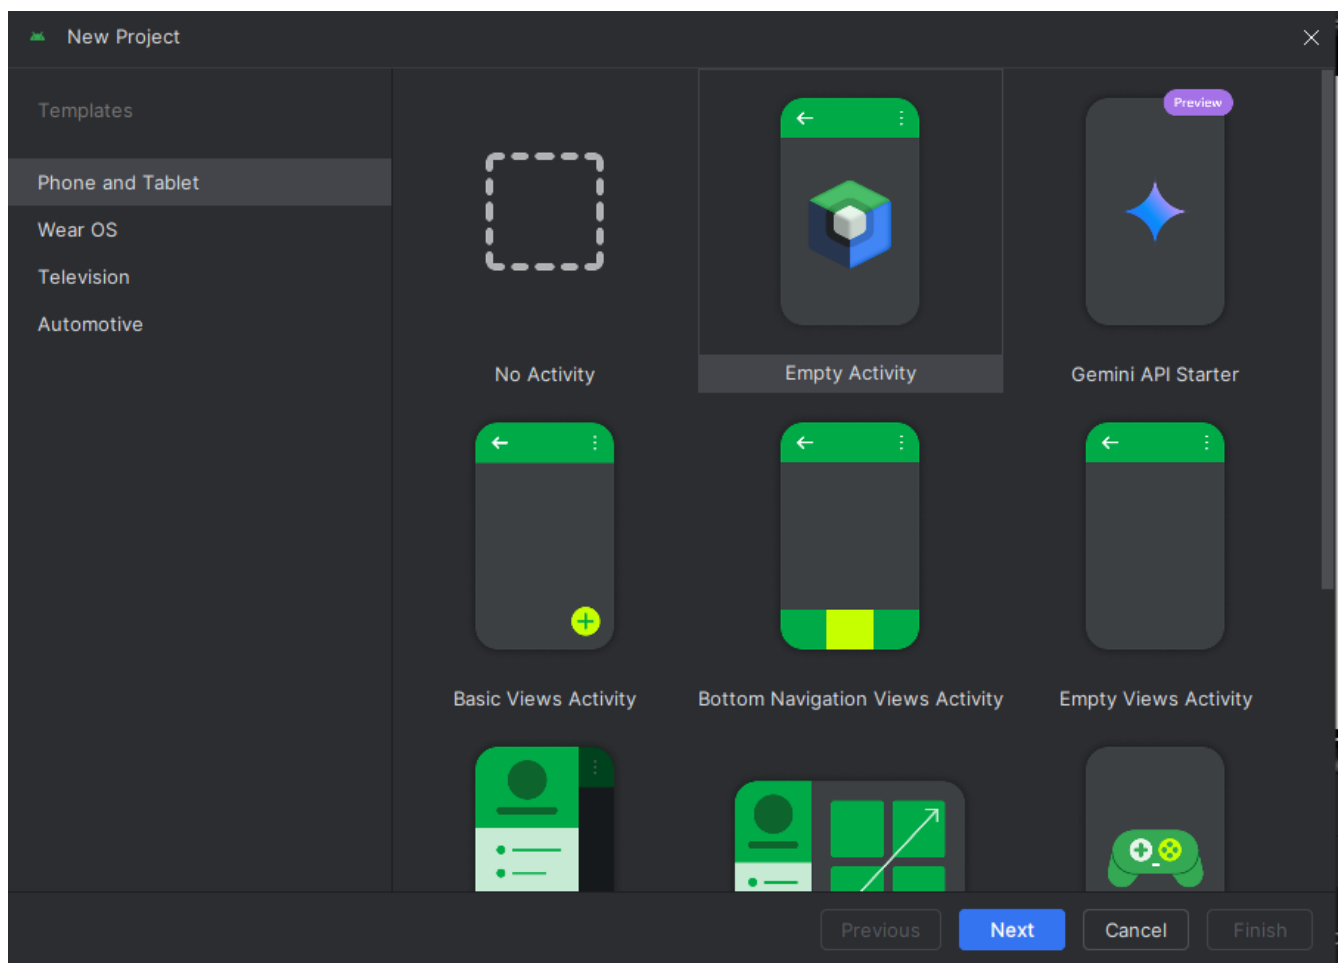 New Project
Templates
Phone and Tablet
Wear OS
Television
Automotive
No Activity
Empty Activity
Preview
Gemini API Starter
Basic Views Activity
Bottom Navigation Views Activity
Empty Views Activity
Previous
Next
Cancel
Finish